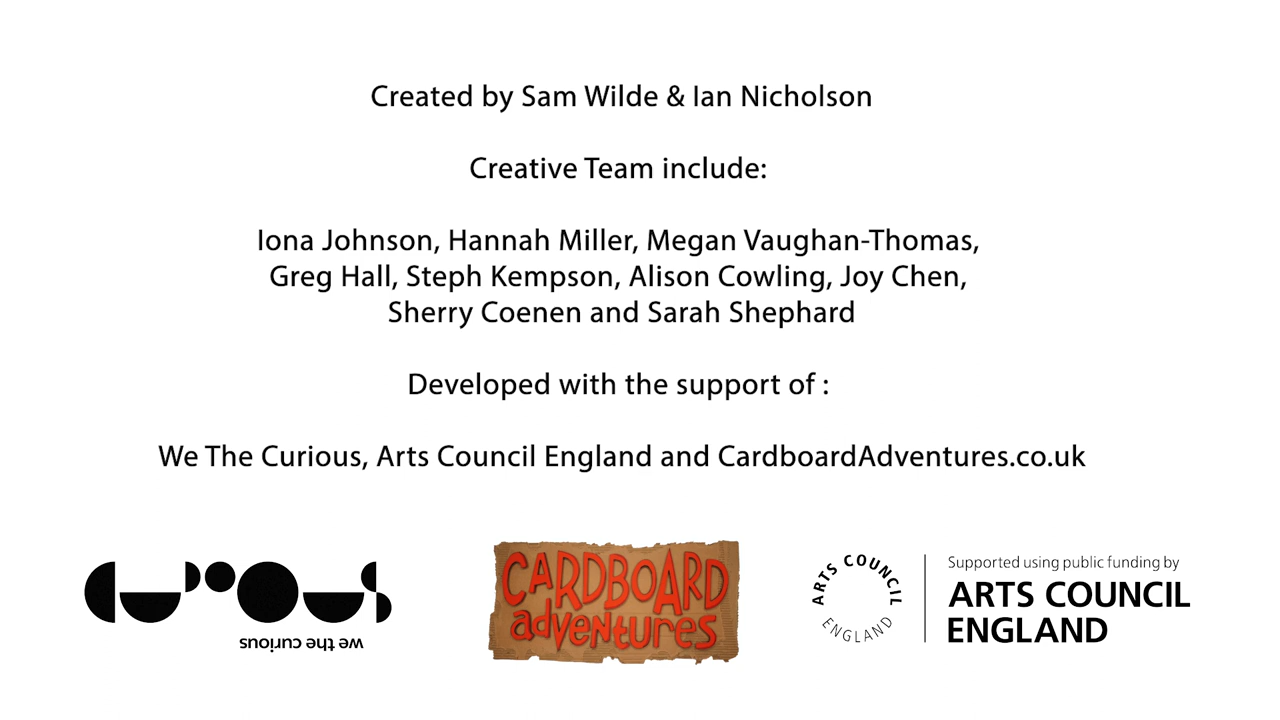 Created by Sam Wilde & Ian Nicholson
Creative Team include:
Iona Johnson, Hannah Miller, Megan Vaughan-Thomas,
Greg Hall, Steph Kempson, Alison Cowling, Joy Chen,
Sherry Coenen and Sarah Shephard
Developed with the support of :
We The Curious, Arts Council England and CardboardAdventures.co.uk
curious
we the curious
CARDBOARD
adventures
ARTS COUNCIL
ENGLAND
Supported using public funding by
ARTS COUNCIL
ENGLAND